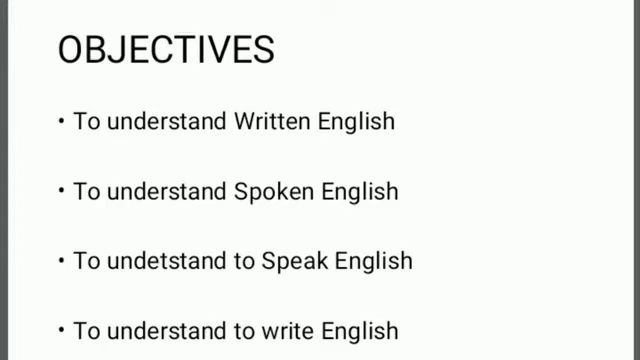 OBJECTIVES
• To understand Written English
• To understand Spoken English
• To undetstand to Speak English
• To understand to write English